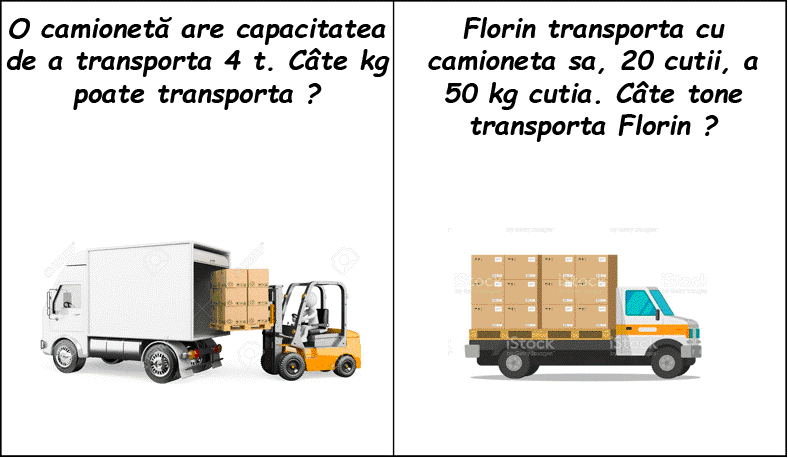 O camionetă are capacitatea
de a transporta 4 t. Câte kg
poate transporta ?
Florin transporta cu
camioneta sa, 20 cutii, a
50 kg cutia. Câte tone
transporta Florin ?
iStock
iStock
iStock
iStock